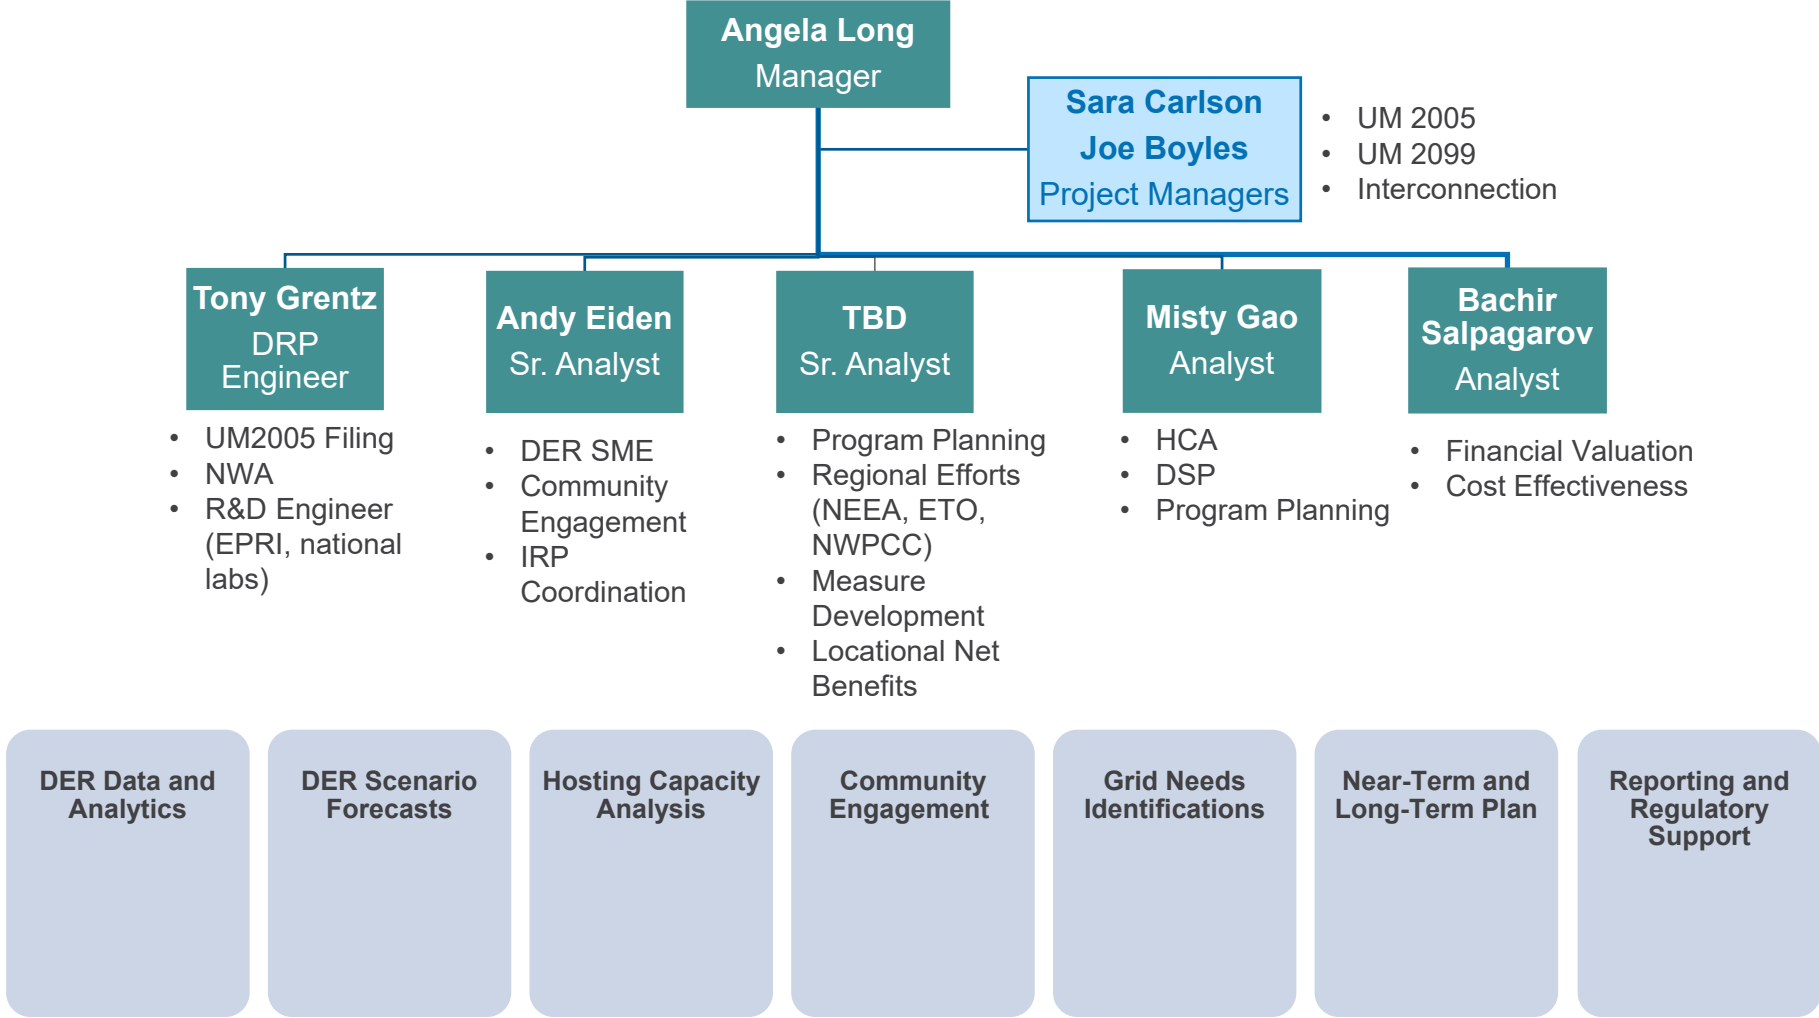 Angela Long
Manager
Sara Carlson
Joe Boyles
Project Managers
• UM 2005
• UM 2099
• Interconnection
Tony Grentz
DRP
Engineer
• UM2005 Filing
• NWA
• R&D Engineer
(EPRI, national
labs)
Andy Eiden
Sr. Analyst
• DER SME
• Community
Engagement
• IRP
Coordination
TBD
Sr. Analyst
• Program Planning
• Regional Efforts
(NEEA, ETO,
NWPCC)
• Measure
Development
• Locational Net
Benefits
Misty Gao
Analyst
• HCA
• DSP
• Program Planning
Bachir
Salpagarov
Analyst
• Financial Valuation
• Cost Effectiveness
DER Data and
Analytics
DER Scenario
Forecasts
Hosting Capacity
Analysis
Community
Engagement
Grid Needs
Identifications
Near-Term and
Long-Term Plan
Reporting and
Regulatory
Support